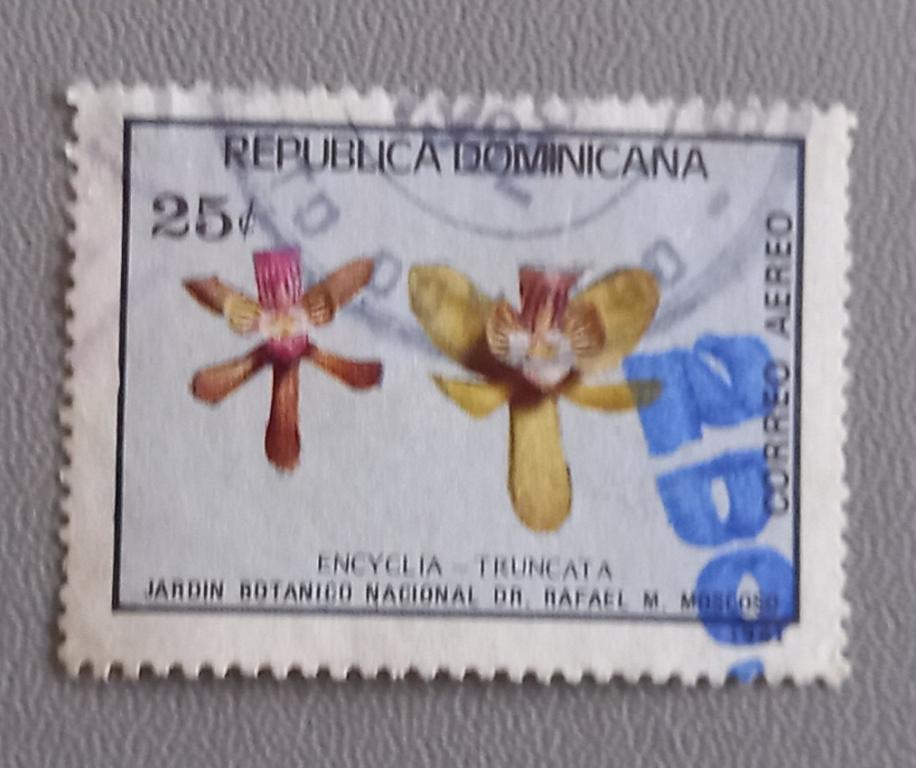 REPUBLICA DOMINICANA
25¢
CORREO AEREO
ENCYCLIA - TRUNCATA
JARDIN BOTANICO NACIONAL DR. RAFAEL M. MOSCOSO